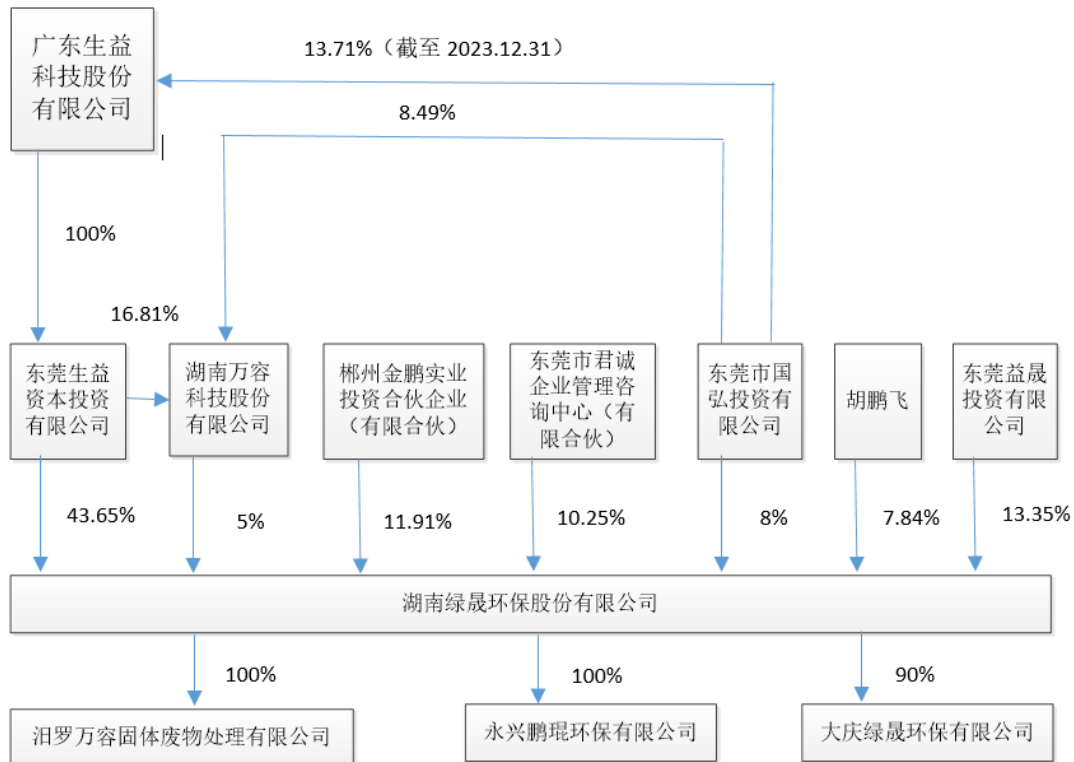 广东生益
科技股份
有限公司
13.71%（截至 2023.12.31）
8.49%
100%
16.81%
东莞生益
资本投资
有限公司
湖南万容
科技股份
有限公司
郴州金鹏实业
投资合伙企业
（有限合伙）
东莞市君诚
企业管理咨
询中心（有
限合伙）
东莞市国
弘投资有
限公司
胡鹏飞
东莞益晟
投资有限
公司
43.65%
5%
11.91%
10.25%
8%
7.84%
13.35%
湖南绿晟环保股份有限公司
100%
100%
90%
汨罗万容固体废物处理有限公司
永兴鹏琨环保有限公司
大庆绿晟环保有限公司